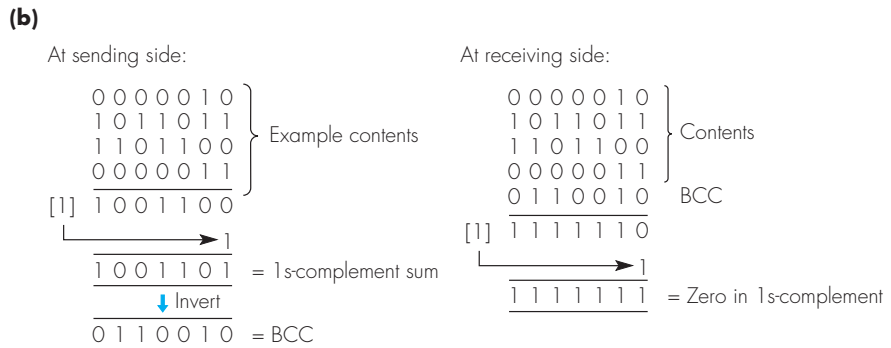 (b)
At sending side:
0 0 0 0 0 1 0
1 0 1 1 0 1 1
1 1 0 1 1 0 0
0 0 0 0 0 1 1
Example contents
[1] 1 0 0 1 1 0 0
1
1 0 0 1 1 0 1 = 1s-complement sum
Invert
0 1 1 0 0 1 0 = BCC
At receiving side:
0 0 0 0 0 1 0
1 0 1 1 0 1 1
1 1 0 1 1 0 0
0 0 0 0 0 1 1
Contents
0 1 1 0 0 1 0 BCC
[1] 1 1 1 1 1 1 0
1
1 1 1 1 1 1 1 = Zero in 1s-complement